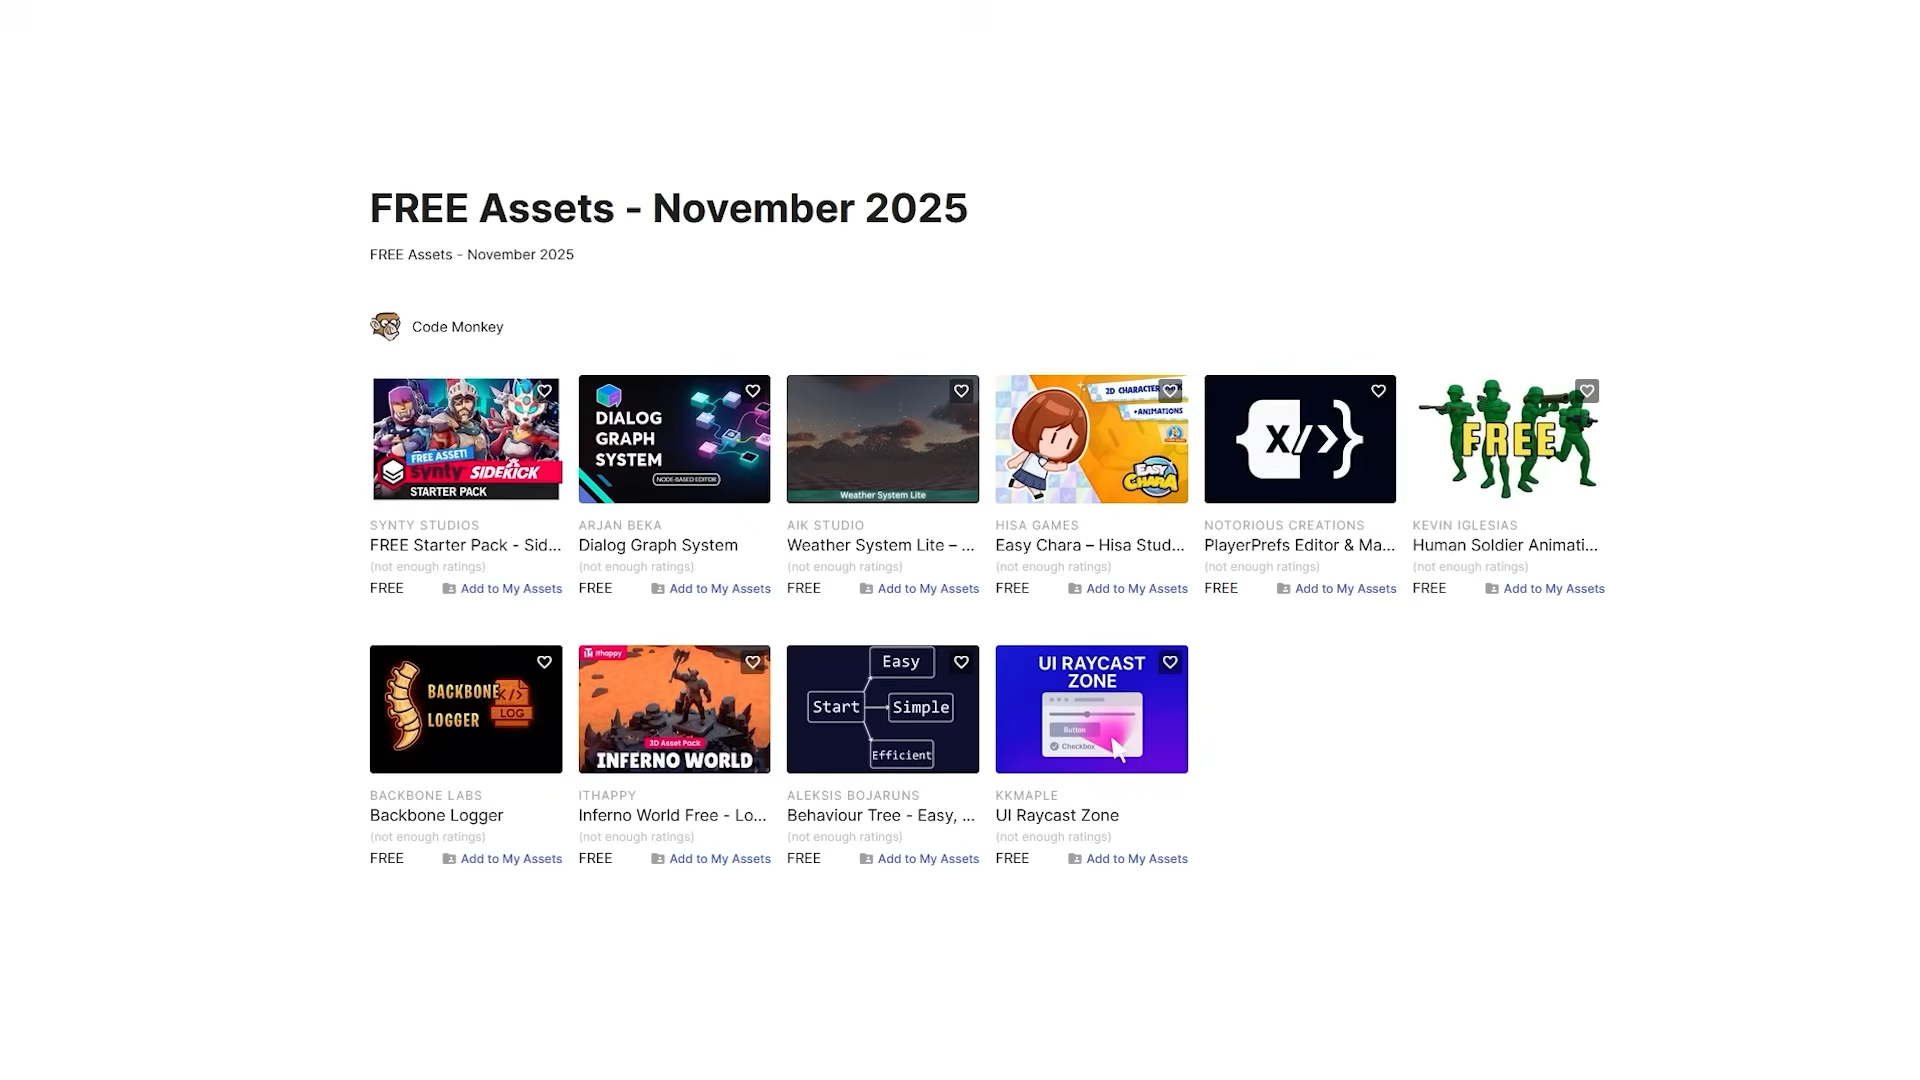 FREE Assets - November 2025
FREE Assets - November 2025
Code Monkey
FREE ASSET!
synty SIDEKICK
STARTER PACK
SYNTY STUDIOS
FREE Starter Pack - Sid...
(not enough ratings)
FREE Add to My Assets
DIALOG
GRAPH
SYSTEM
NODE-BASED EDITOR
ARJAN BEKA
Dialog Graph System
(not enough ratings)
FREE Add to My Assets
Weather System Lite
AIK STUDIO
Weather System Lite – ...
(not enough ratings)
FREE Add to My Assets
2D CHARACTER
+ANIMATIONS
EASY
CHARA
HISA GAMES
Easy Chara – Hisa Stud...
(not enough ratings)
FREE Add to My Assets
X/>
NOTORIOUS CREATIONS
PlayerPrefs Editor & Ma...
(not enough ratings)
FREE Add to My Assets
FREE
KEVIN IGLESIAS
Human Soldier Animati...
(not enough ratings)
FREE Add to My Assets
BACKBONE
LOGGER
</>
LOG
BACKBONE LABS
Backbone Logger
(not enough ratings)
FREE Add to My Assets
ithappy
3D Asset Pack
INFERNO WORLD
ITHAPPY
Inferno World Free - Lo...
(not enough ratings)
FREE Add to My Assets
Easy
Start
Simple
Efficient
ALEKSIS BOJARUNS
Behaviour Tree - Easy, ...
(not enough ratings)
FREE Add to My Assets
UI RAYCAST
ZONE
Button
Checkbox
KKMAPLE
UI Raycast Zone
(not enough ratings)
FREE Add to My Assets